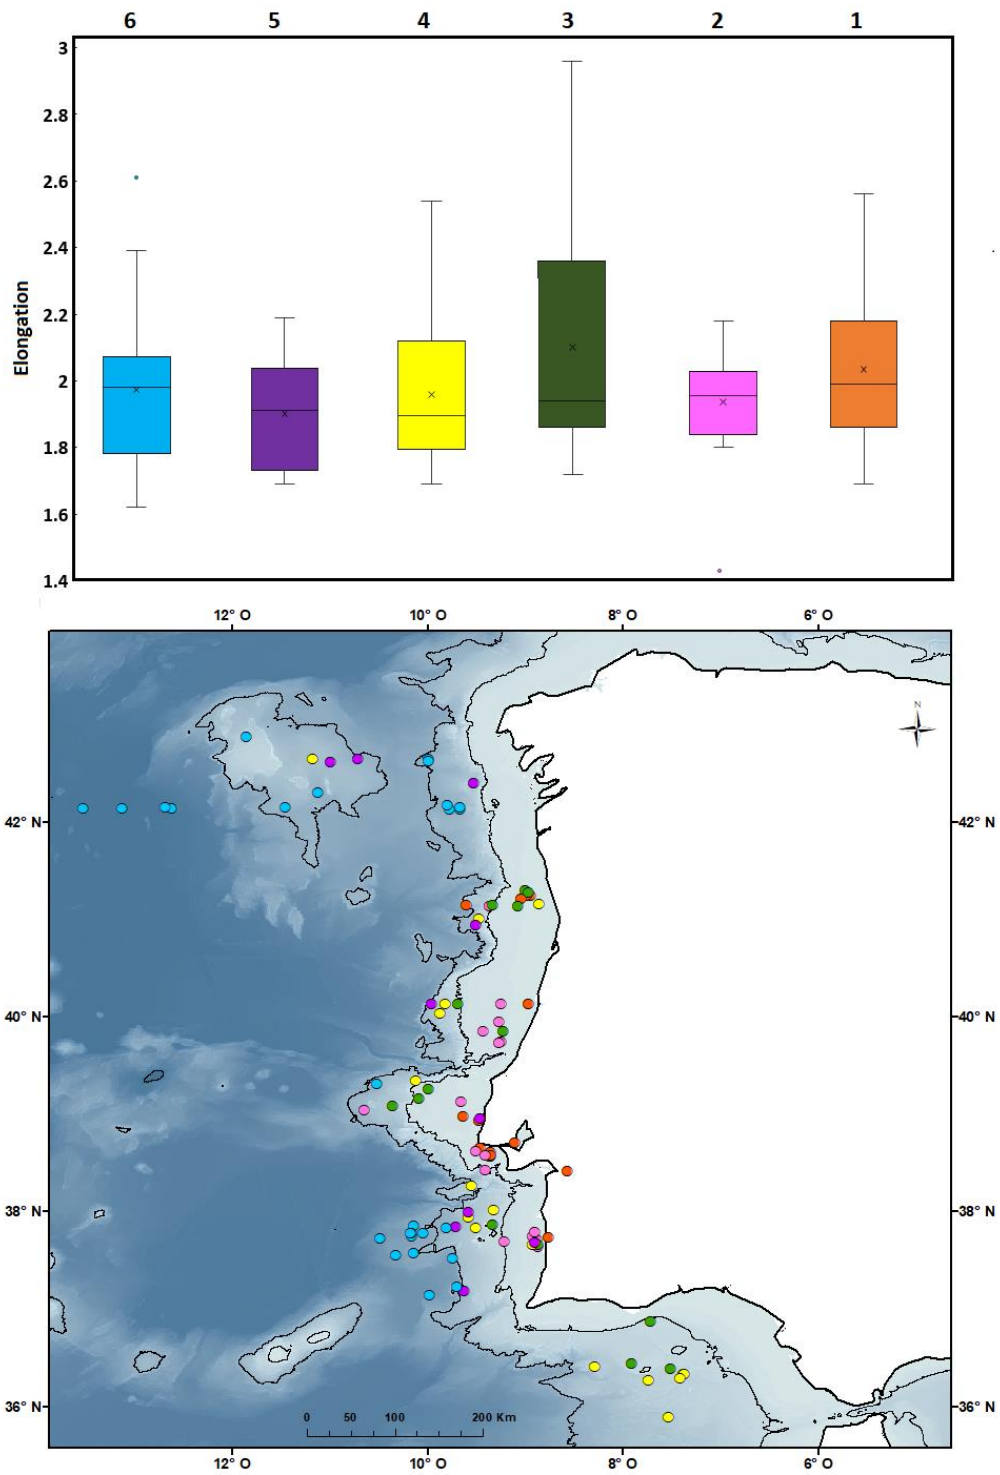 6 5 4 3 2 1
3
2.8
2.6
2.4
2.2
2
1.8
1.6
1.4
Elongation
12° O 10° O 8° O 6° O
N
42° N 42° N
40° N 40° N
38° N 38° N
36° N 36° N
0 50 100 200 Km
12° O 10° O 8° O 6° O